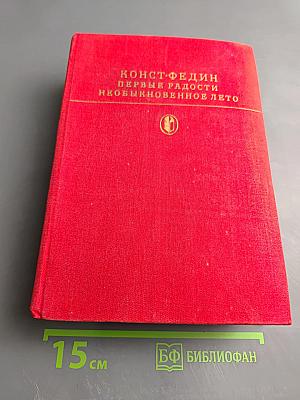 КОНСТ·ФЕДИН
ПЕРВЫЕ РАДОСТИ
НЕОБЫКНОВЕННОЕ ЛЕТО
15 см
БФ БИБЛИОФАН